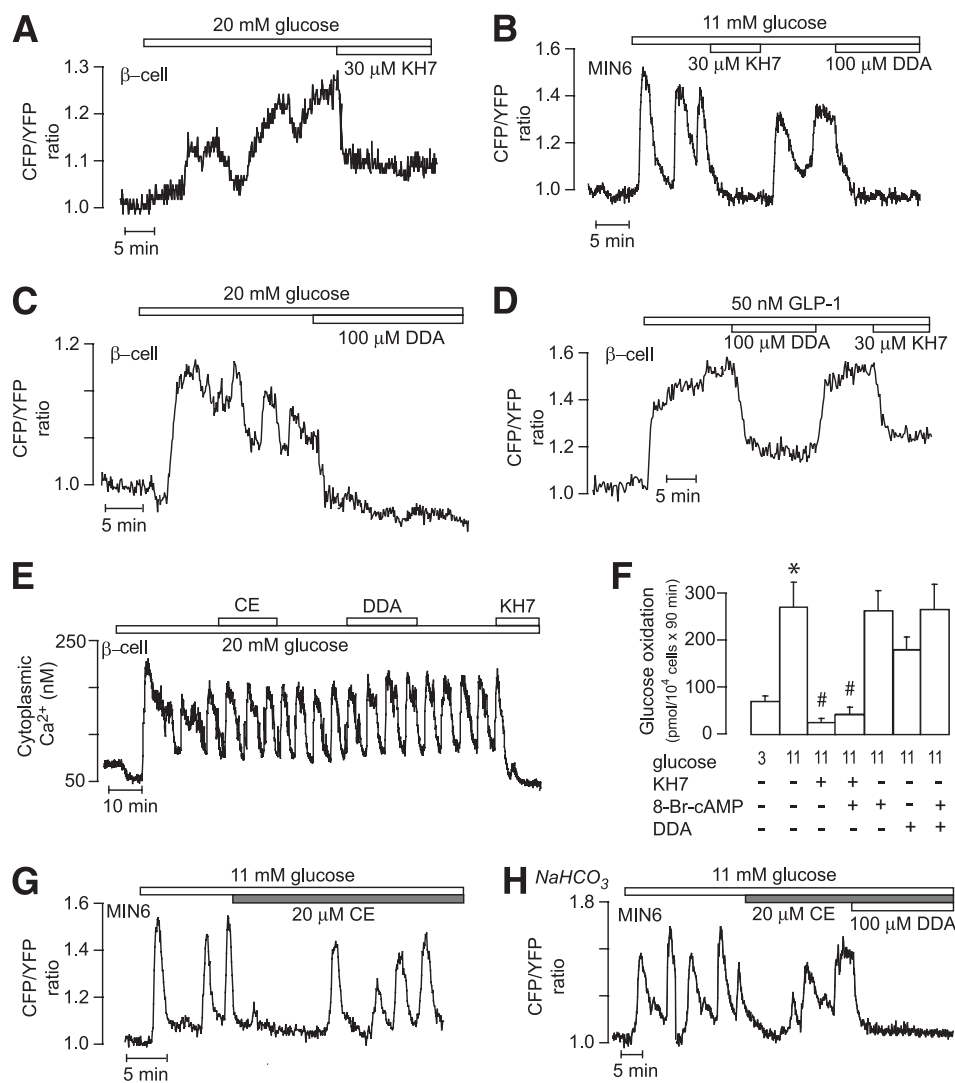 A
20 mM glucose
30 μM KH7
β–cell
1.3
1.2
1.1
1.0
CFP/YFP
ratio
5 min
B
11 mM glucose
30 μM KH7
100 μM DDA
MIN6
1.6
1.4
1.2
1.0
CFP/YFP
ratio
5 min
C
20 mM glucose
100 μM DDA
β–cell
1.2
1.0
CFP/YFP
ratio
5 min
D
50 nM GLP-1
100 μM DDA
30 μM KH7
β–cell
1.6
1.4
1.2
1.0
CFP/YFP
ratio
5 min
E
CE
DDA
KH7
20 mM glucose
β–cell
250
50
Cytoplasmic
Ca2+ (nM)
10 min
F
Glucose oxidation
(pmol/10⁴ cells x 90 min)
300
200
100
0
*
#
#
glucose 3 11 11 11 11 11 11
KH7 - - + + - - -
8-Br-cAMP - - - + + - +
DDA - - - - - + +
G
11 mM glucose
20 μM CE
MIN6
1.6
1.4
1.2
1.0
CFP/YFP
ratio
5 min
H
NaHCO3
11 mM glucose
20 μM CE
100 μM DDA
MIN6
1.8
1.0
CFP/YFP
ratio
5 min